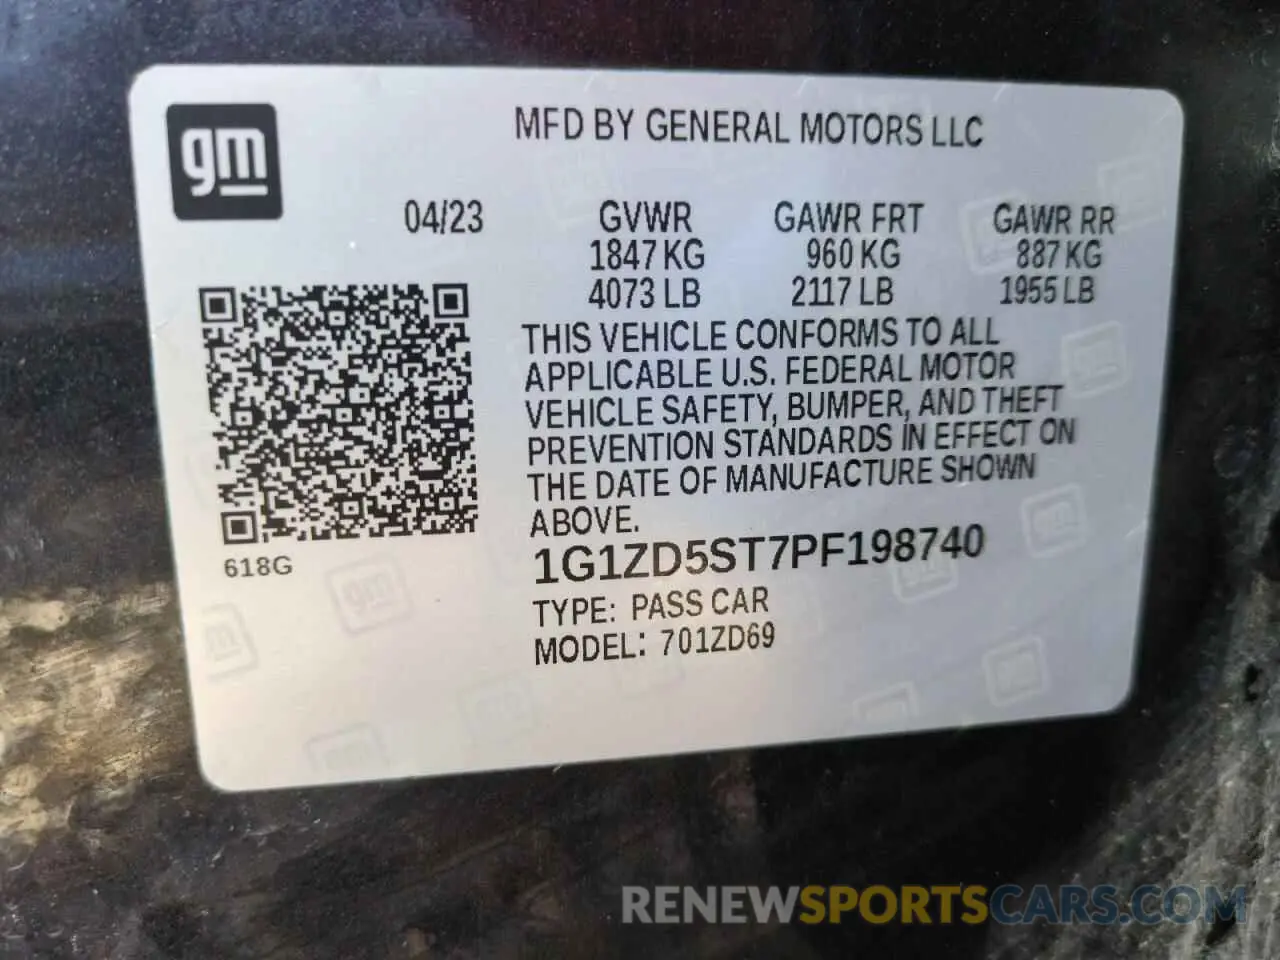 gm
MFD BY GENERAL MOTORS LLC
04/23 GVWR GAWR FRT GAWR RR
1847 KG 960 KG 887 KG
4073 LB 2117 LB 1955 LB
THIS VEHICLE CONFORMS TO ALL
APPLICABLE U.S. FEDERAL MOTOR
VEHICLE SAFETY, BUMPER, AND THEFT
PREVENTION STANDARDS IN EFFECT ON
THE DATE OF MANUFACTURE SHOWN
ABOVE.
618G
1G1ZD5ST7PF198740
TYPE: PASS CAR
MODEL: 701ZD69
RENEWSPORTSCARS.COM